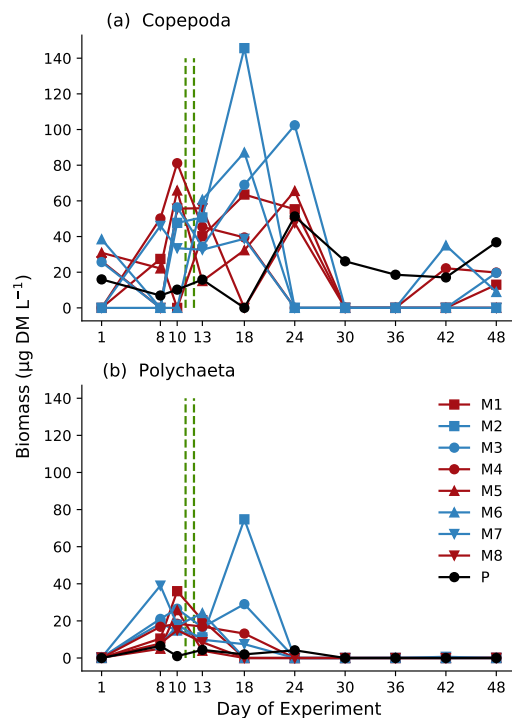 (a) Copepoda
140
120
100
80
60
40
20
0
1 8 10 13 18 24 30 36 42 48
Biomass (µg DM L⁻¹)
(b) Polychaeta
140
120
100
80
60
40
20
0
M1
M2
M3
M4
M5
M6
M7
M8
P
1 8 10 13 18 24 30 36 42 48
Day of Experiment